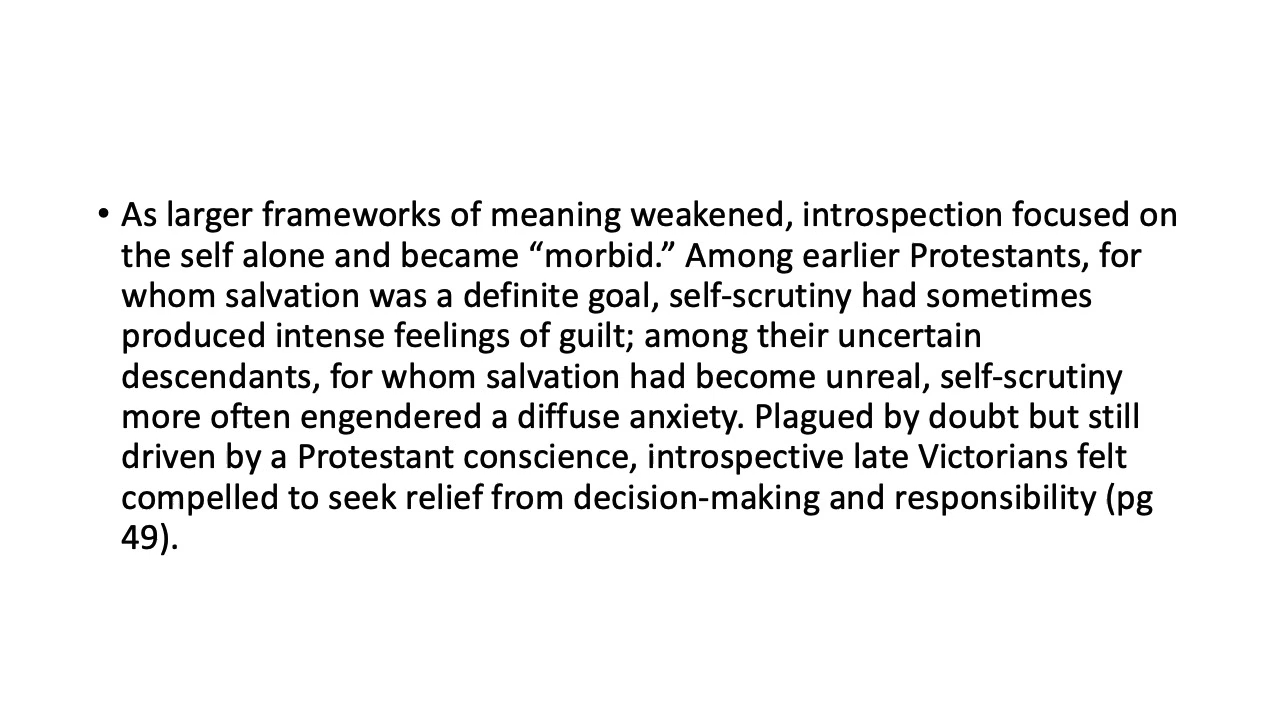 • As larger frameworks of meaning weakened, introspection focused on
the self alone and became “morbid.” Among earlier Protestants, for
whom salvation was a definite goal, self-scrutiny had sometimes
produced intense feelings of guilt; among their uncertain
descendants, for whom salvation had become unreal, self-scrutiny
more often engendered a diffuse anxiety. Plagued by doubt but still
driven by a Protestant conscience, introspective late Victorians felt
compelled to seek relief from decision-making and responsibility (pg
49).